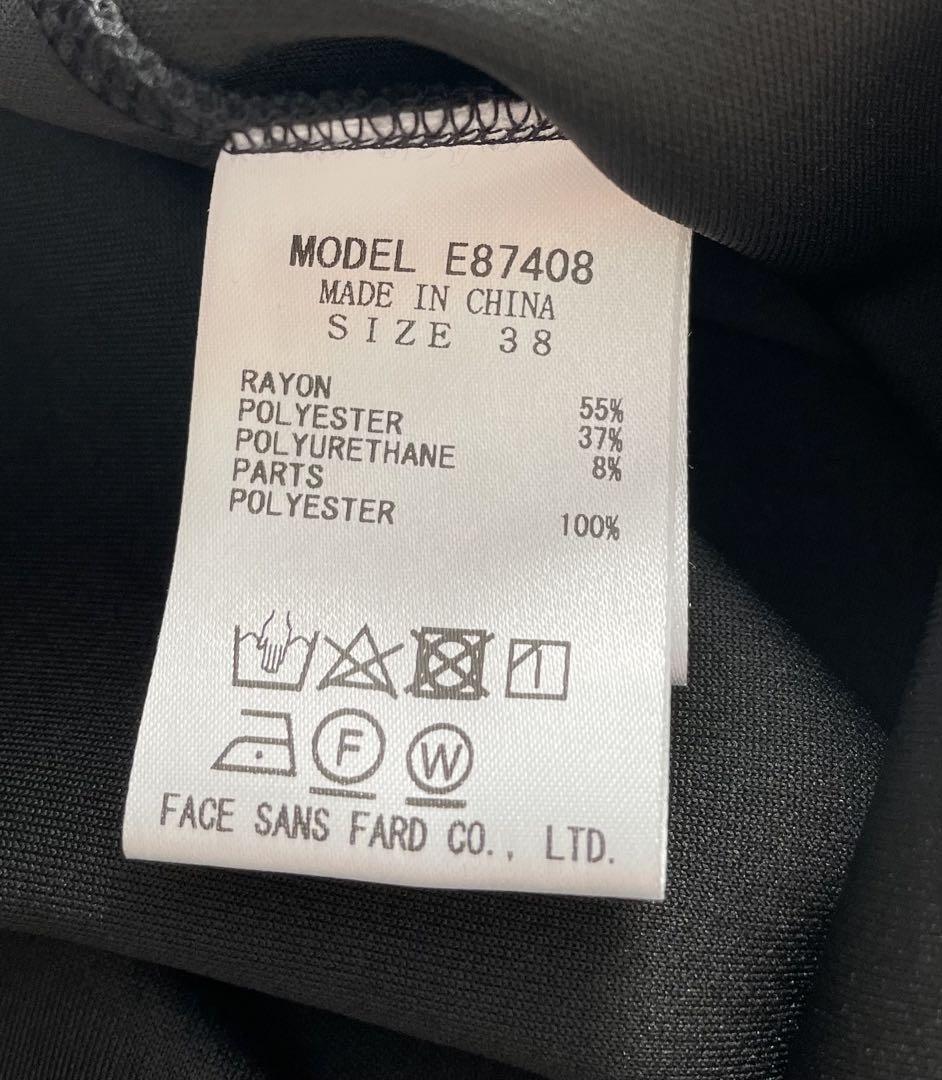 MODEL E87408
MADE IN CHINA
SIZE 38
RAYON 55%
POLYESTER 37%
POLYURETHANE 8%
PARTS
POLYESTER 100%
F W
FACE SANS FARD CO., LTD.